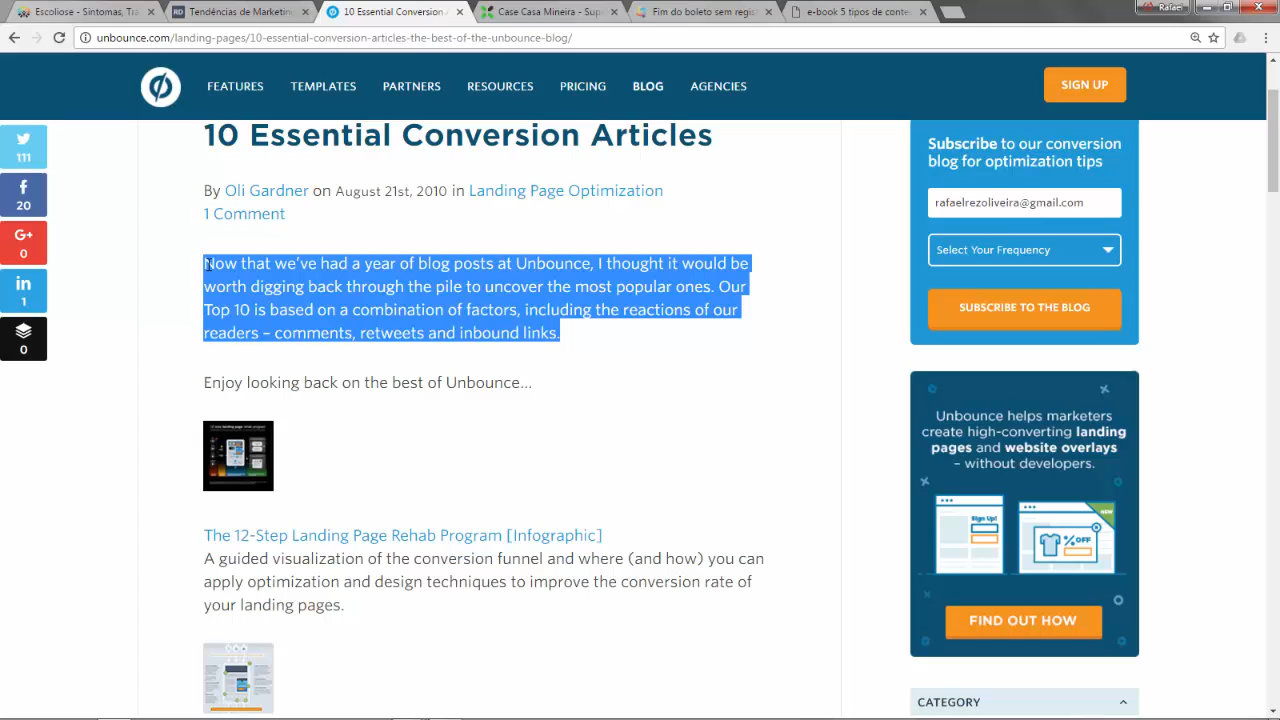 Escoliose - Sintomas, Tra
Tendências de Marketing
10 Essential Conversion A
Case Casa Mineira - Sup
Fim do boleto sem regist
e-book 5 tipos de conte
Rafael
unbounce.com/landing-pages/10-essential-conversion-articles-the-best-of-the-unbounce-blog/
FEATURES TEMPLATES PARTNERS RESOURCES PRICING BLOG AGENCIES
SIGN UP
111
20
G+
0
in
1
0
10 Essential Conversion Articles
By Oli Gardner on August 21st, 2010 in Landing Page Optimization
1 Comment
Now that we've had a year of blog posts at Unbounce, I thought it would be
worth digging back through the pile to uncover the most popular ones. Our
Top 10 is based on a combination of factors, including the reactions of our
readers – comments, retweets and inbound links.
Enjoy looking back on the best of Unbounce...
The 12-Step Landing Page Rehab Program [Infographic]
A guided visualization of the conversion funnel and where (and how) you can
apply optimization and design techniques to improve the conversion rate of
your landing pages.
Subscribe to our conversion
blog for optimization tips
rafaelrezoliveira@gmail.com
Select Your Frequency
SUBSCRIBE TO THE BLOG
Unbounce helps marketers
create high-converting landing
pages and website overlays
– without developers.
Sign Up!
NEW
% OFF
FIND OUT HOW
CATEGORY